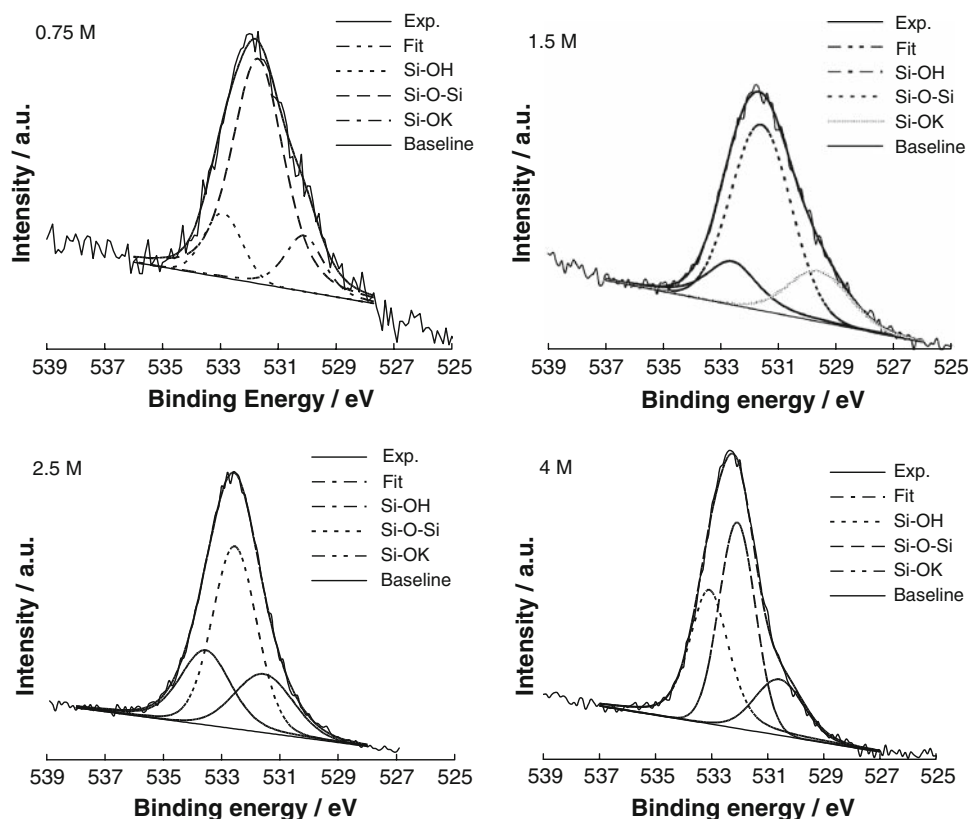 0.75 M
Exp.
Fit
Si-OH
Si-O-Si
Si-OK
Baseline
Intensity / a.u.
539 537 535 533 531 529 527 525
Binding Energy / eV
1.5 M
Exp.
Fit
Si-OH
Si-O-Si
Si-OK
Baseline
Intensity / a.u.
539 537 535 533 531 529 527 525
Binding energy / eV
2.5 M
Exp.
Fit
Si-OH
Si-O-Si
Si-OK
Baseline
Intensity / a.u.
539 537 535 533 531 529 527 525
Binding energy / eV
4 M
Exp.
Fit
Si-OH
Si-O-Si
Si-OK
Baseline
Intensity / a.u.
539 537 535 533 531 529 527 525
Binding energy / eV